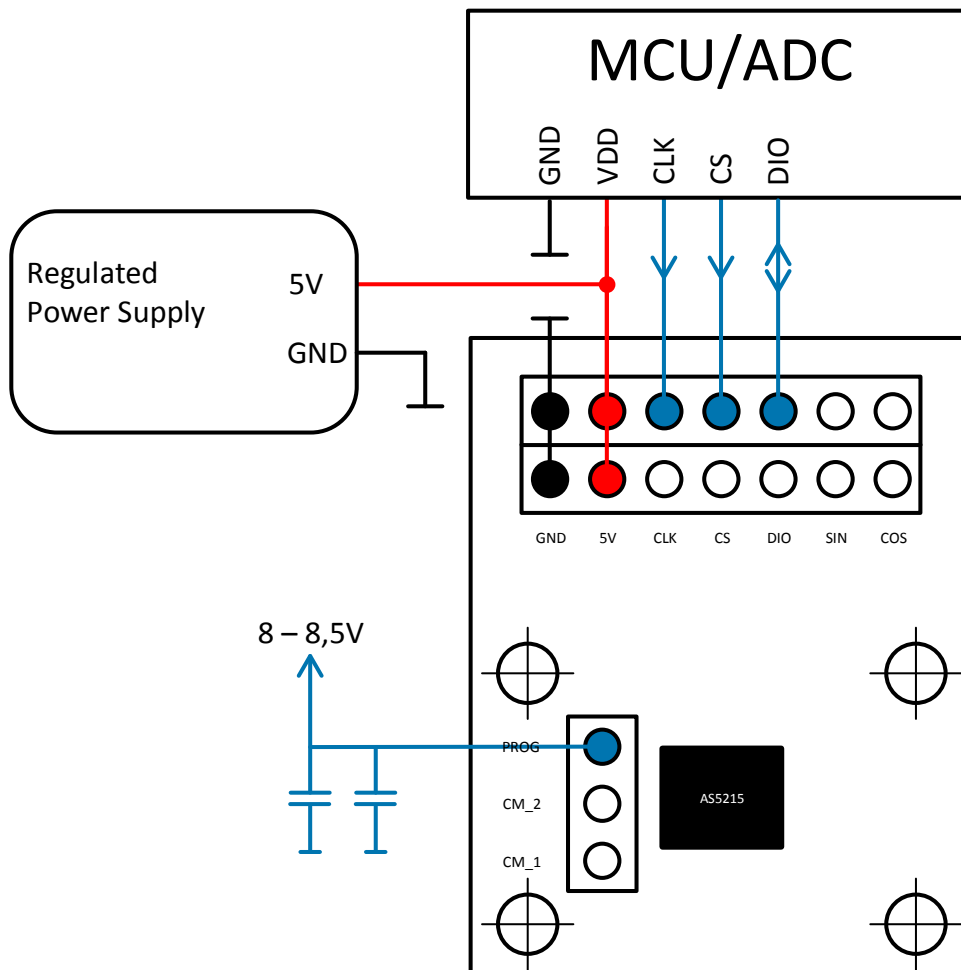 MCU/ADC
GND VDD CLK CS DIO
Regulated
Power Supply
5V
GND
GND 5V CLK CS DIO SIN COS
8 – 8,5V
PROG
CM_2
CM_1
AS5215